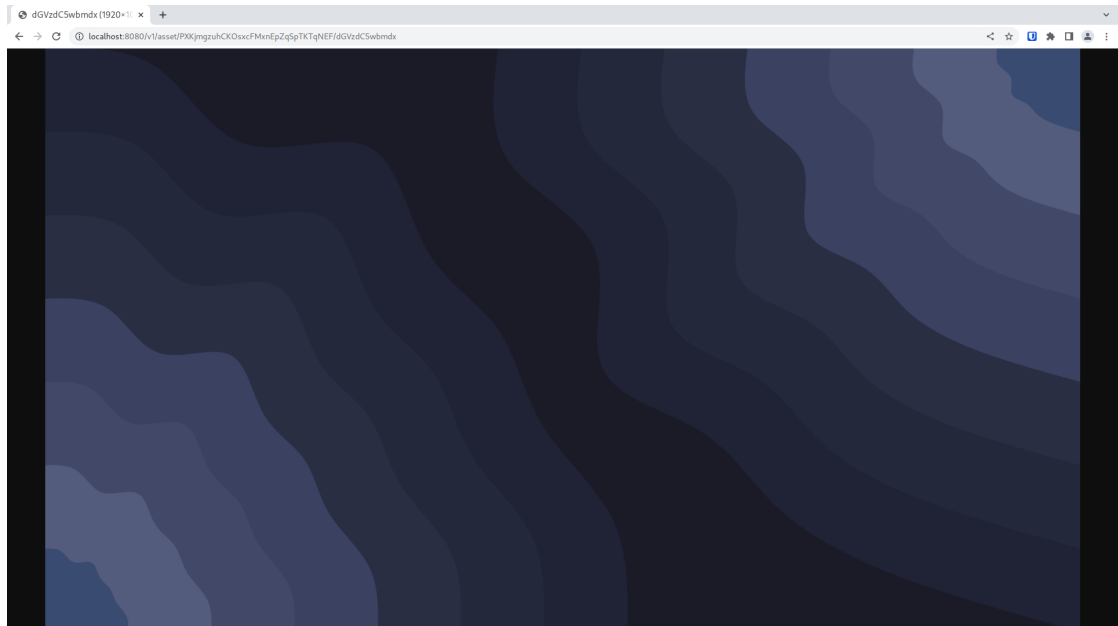 dGVzdC5wbmdx (1920×1
localhost:8080/v1/asset/PXKjmgzuhCKOsxcFMxnEpZqSpTKTqNEF/dGVzdC5wbmdx